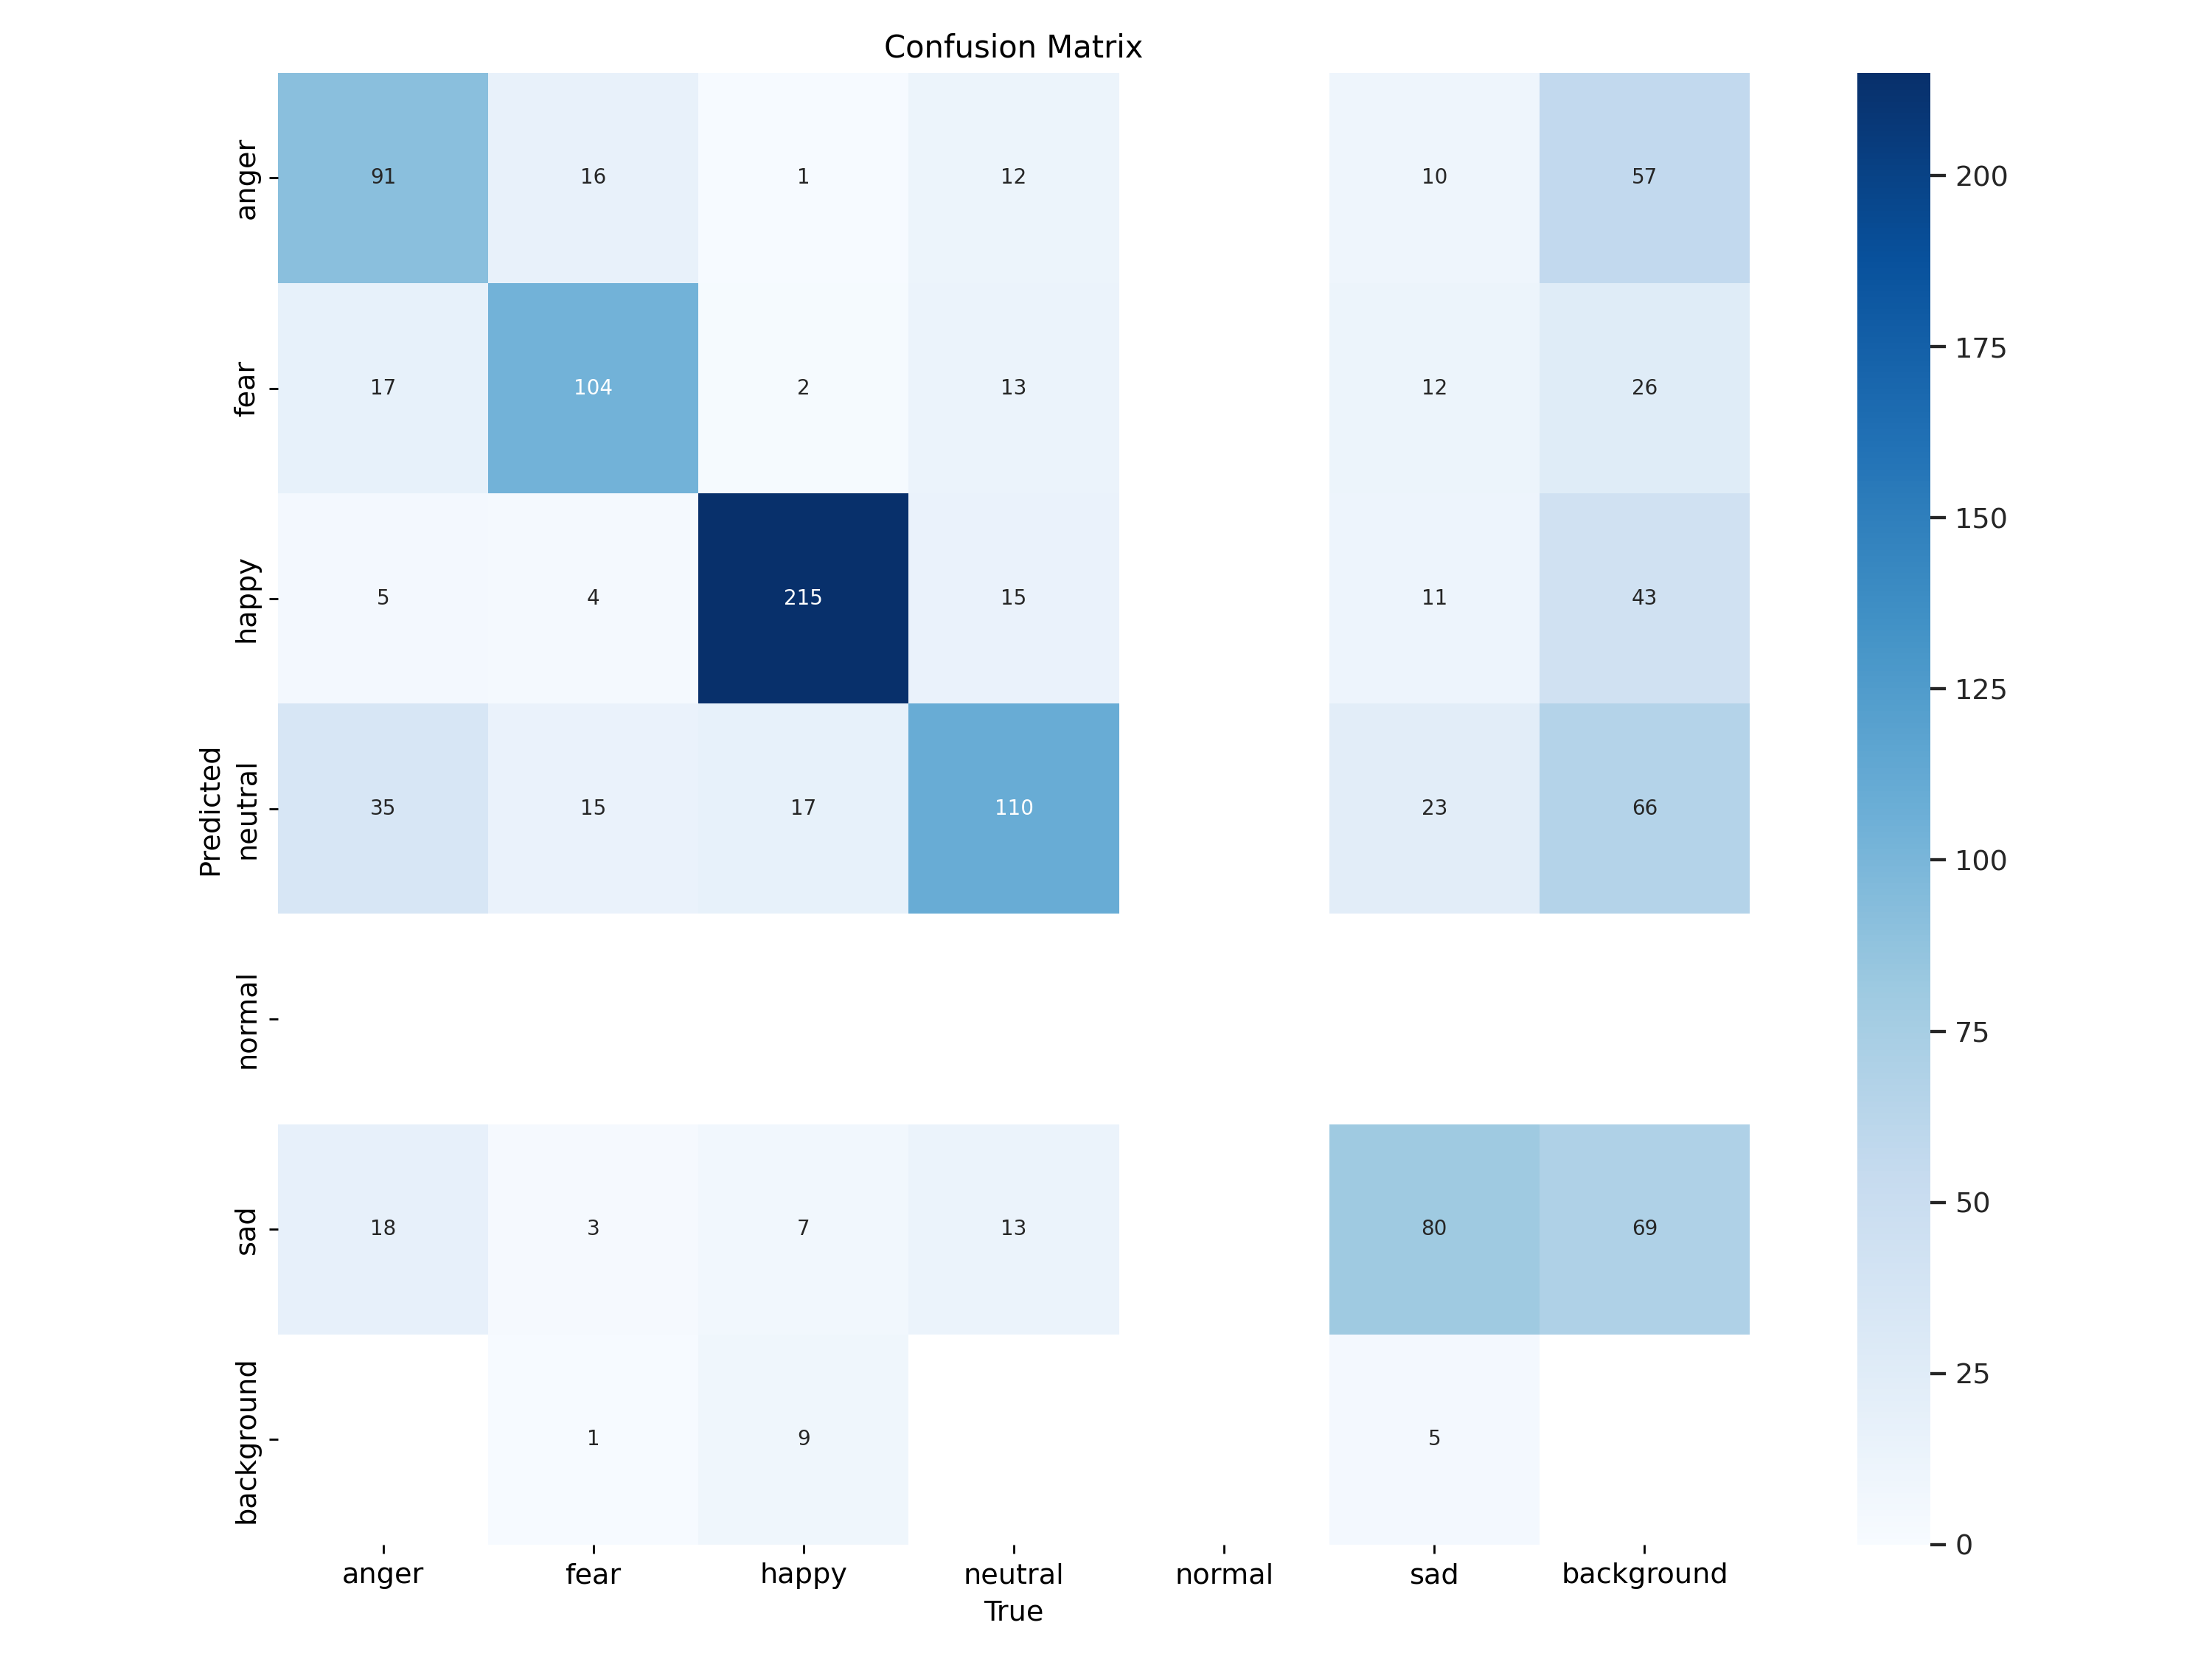 Confusion Matrix
anger 91 16 1 12 10 57
fear 17 104 2 13 12 26
happy 5 4 215 15 11 43
neutral 35 15 17 110 23 66
normal
sad 18 3 7 13 80 69
background 1 9 5
Predicted
anger fear happy neutral normal sad background
True
200
175
150
125
100
75
50
25
0